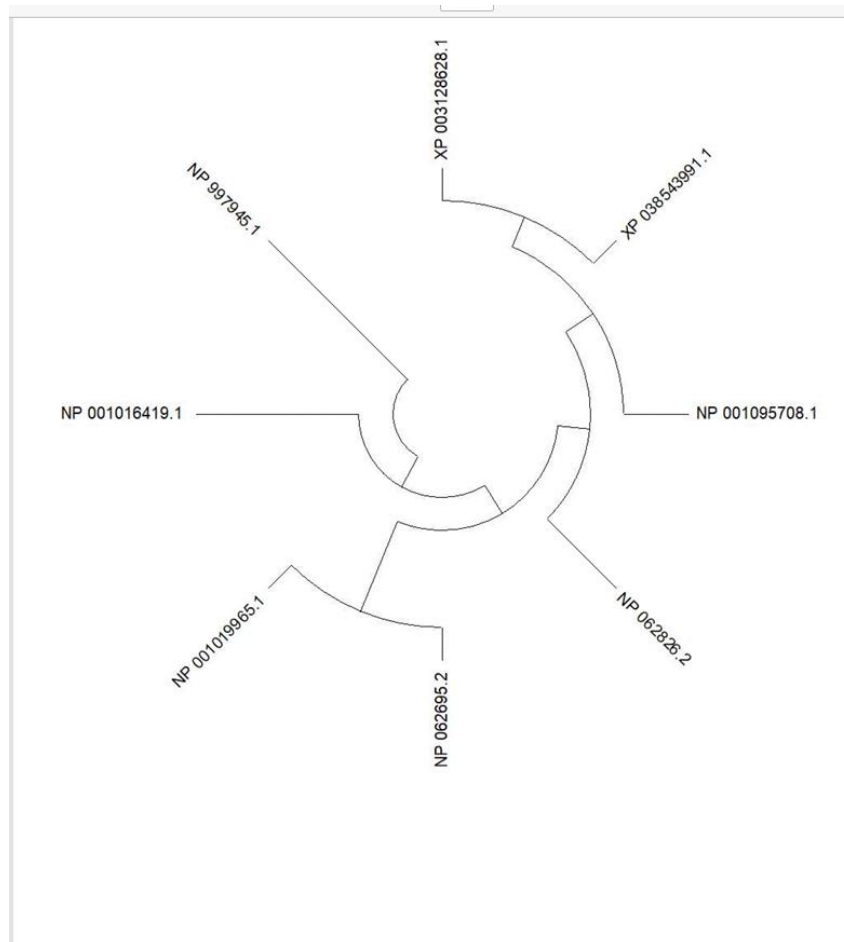 XP 003128628.1
XP 038543991.1
NP 001095708.1
NP 062826.2
NP 062695.2
NP 001019965.1
NP 001016419.1
NP 997945.1